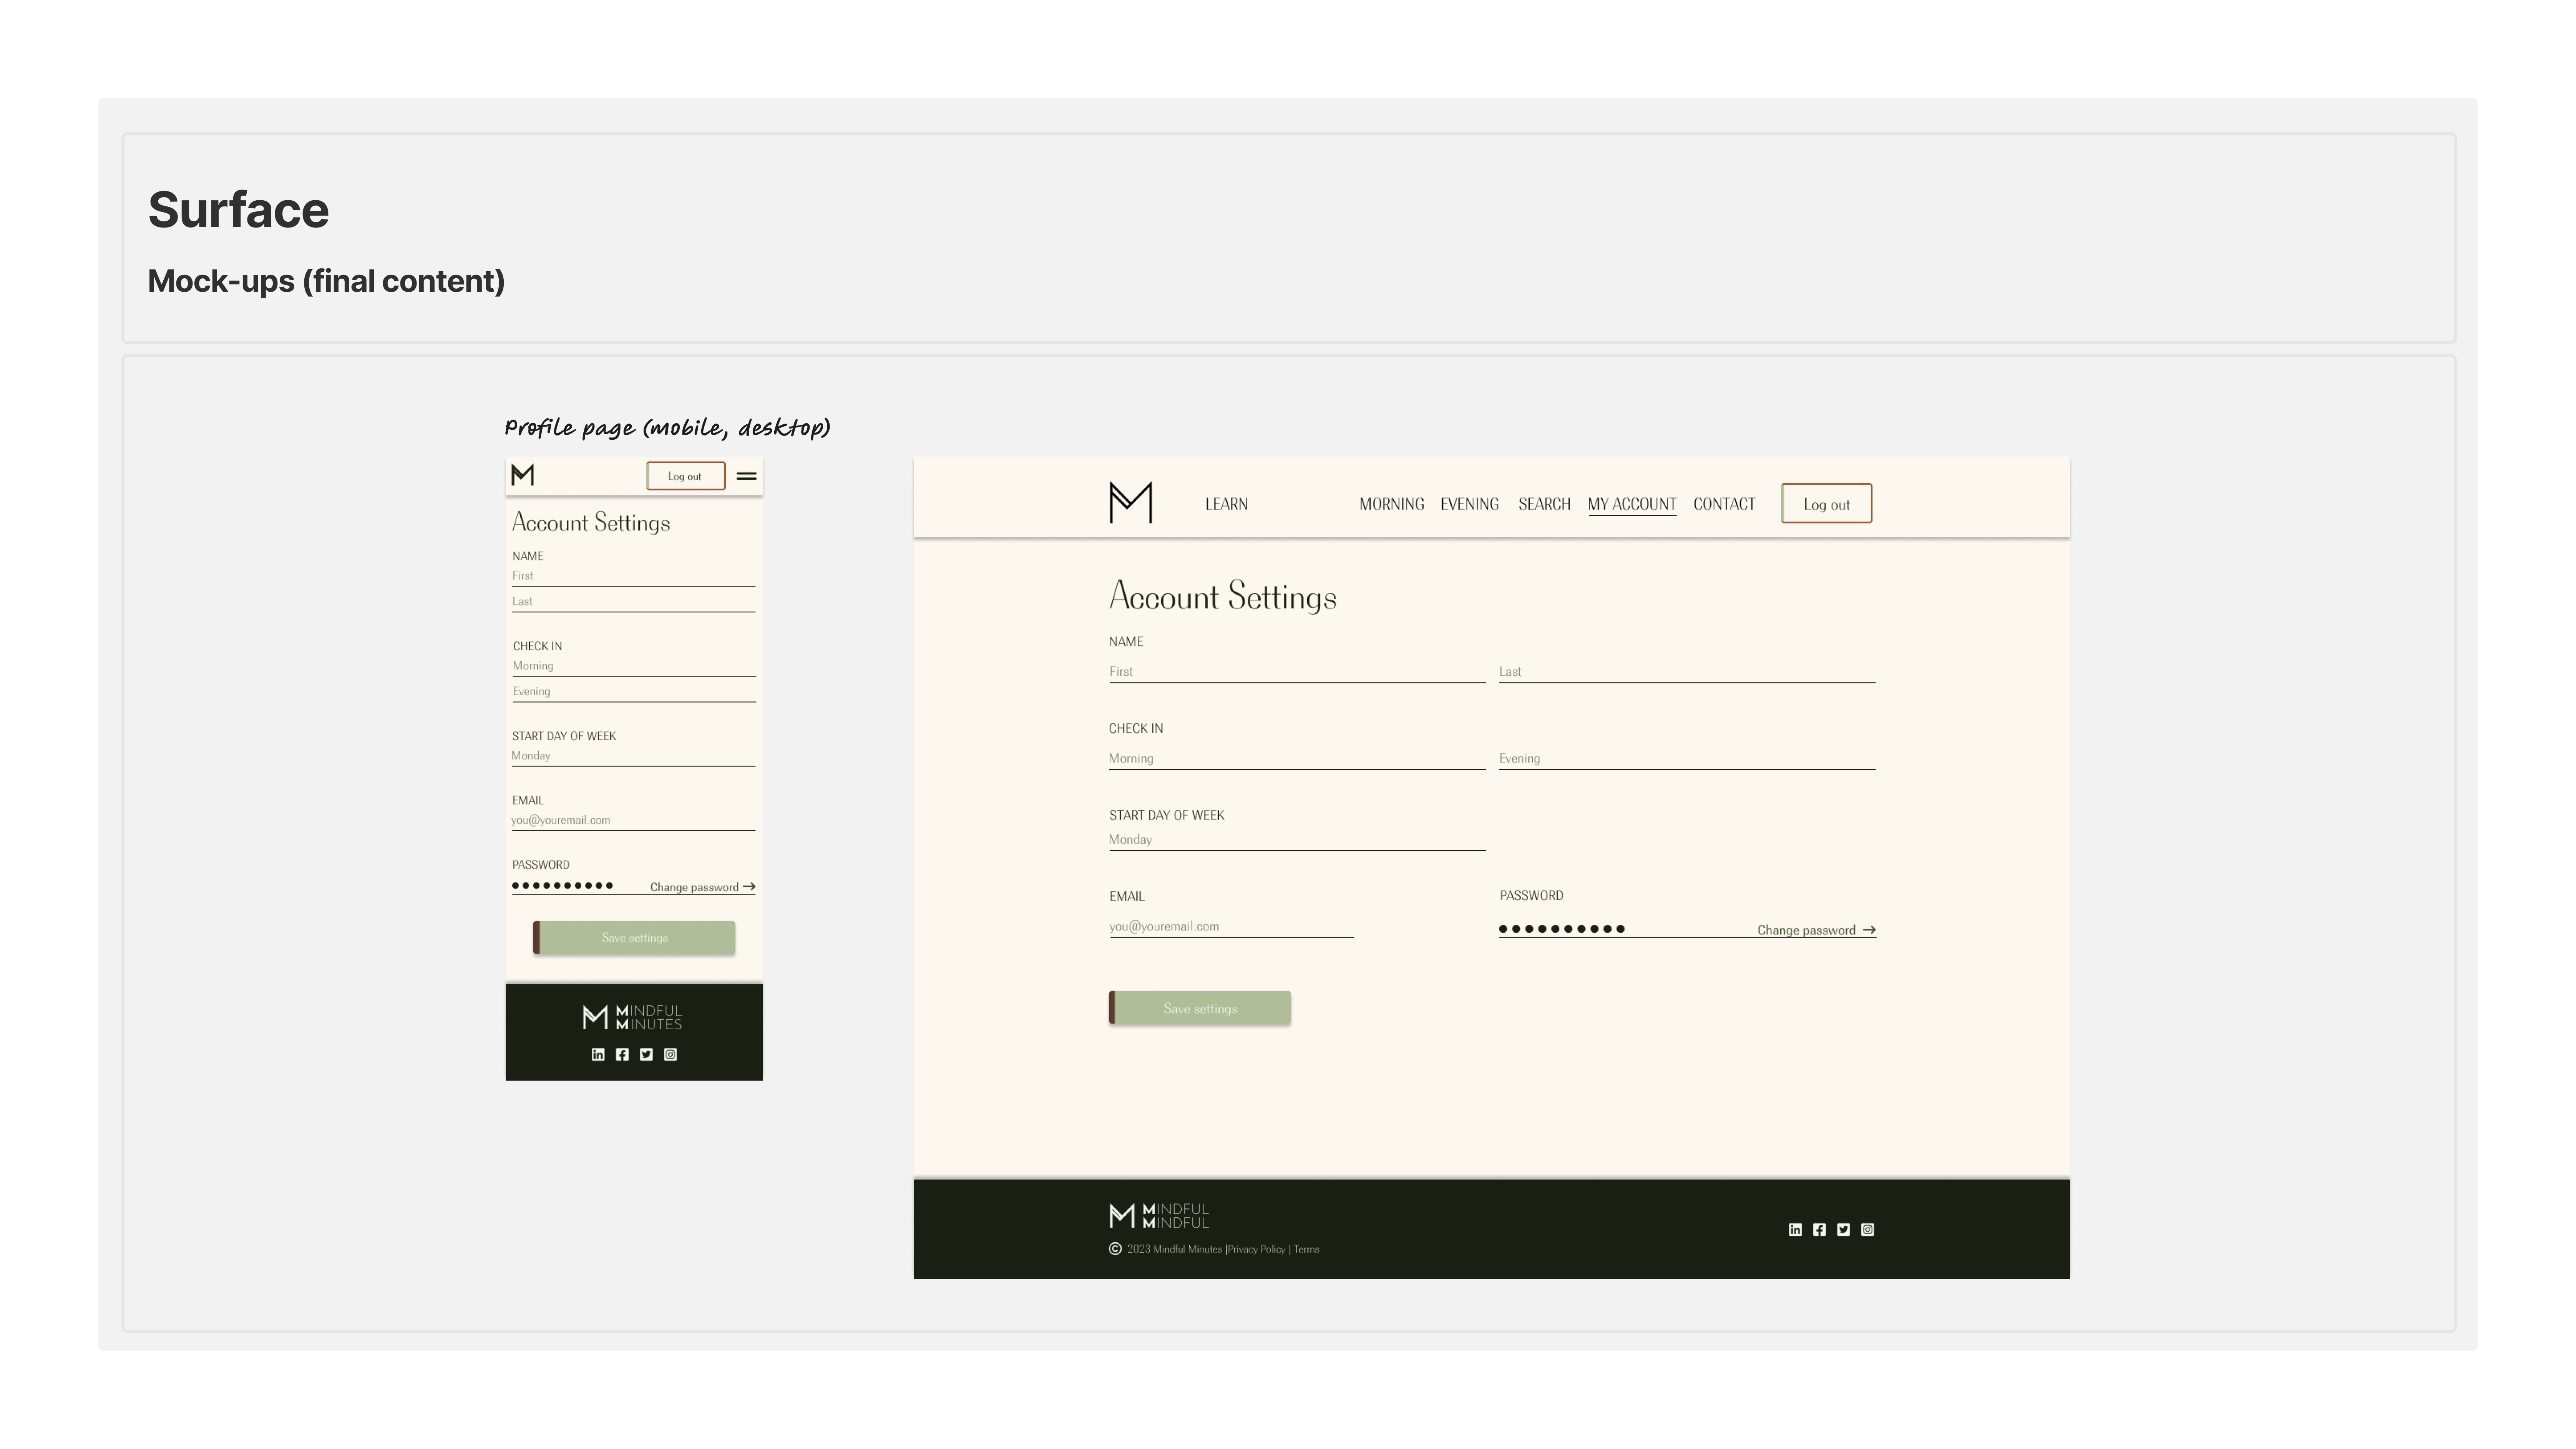 Surface
Mock-ups (final content)
Profile page (mobile, desktop)
Log out
Account Settings
NAME
First
Last
CHECK IN
Morning
Evening
START DAY OF WEEK
Monday
EMAIL
you@youremail.com
PASSWORD
Change password
Save settings
MINDFUL
MINUTES
LEARN MORNING EVENING SEARCH MY ACCOUNT CONTACT Log out
Account Settings
NAME
First Last
CHECK IN
Morning Evening
START DAY OF WEEK
Monday
EMAIL PASSWORD
you@youremail.com Change password
Save settings
MINDFUL
MINDFUL
© 2023 Mindful Minutes |Privacy Policy | Terms